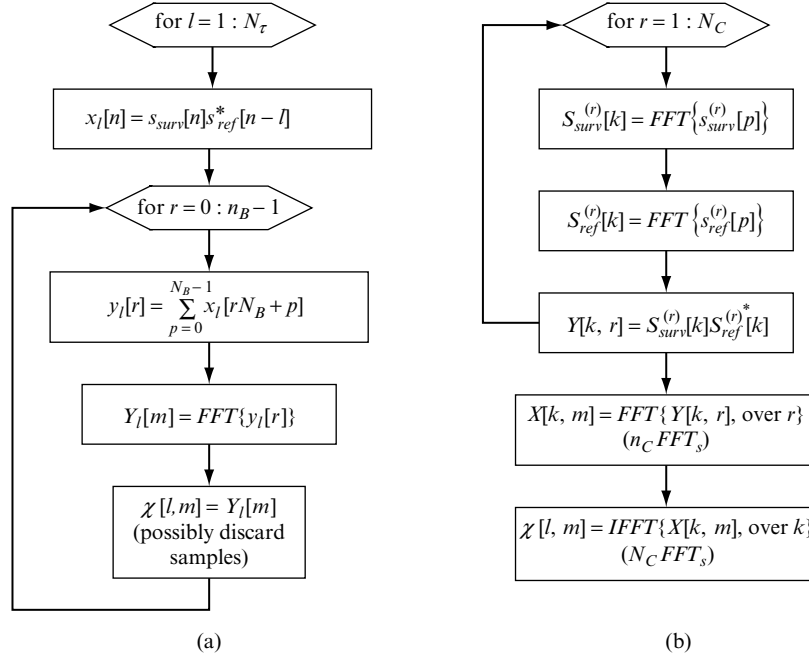 for l = 1 : N_τ
x_l[n] = s_surv[n]s*_ref[n – l]
for r = 0 : n_B – 1
y_l[r] = ∑_{p = 0}^{N_B – 1} x_l[rN_B + p]
Y_l[m] = FFT{y_l[r]}
χ[l,m] = Y_l[m]
(possibly discard
samples)
(a)
for r = 1 : N_C
S_surv^(r)[k] = FFT{s_surv^(r)[p]}
S_ref^(r)[k] = FFT{s_ref^(r)[p]}
Y[k, r] = S_surv^(r)[k]S_ref^(r)*[k]
X[k, m] = FFT{Y[k, r], over r}
(n_C FFT_s)
χ[l, m] = IFFT{X[k, m], over k}
(N_C FFT_s)
(b)